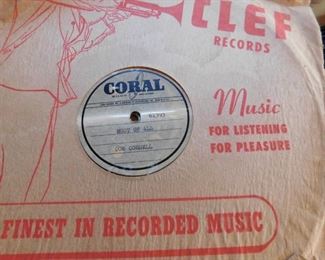 CLEF
RECORDS
CORAL
MOST OF ALL
DON CORNELL
Music
FOR LISTENING
FOR PLEASURE
FINEST IN RECORDED MUSIC